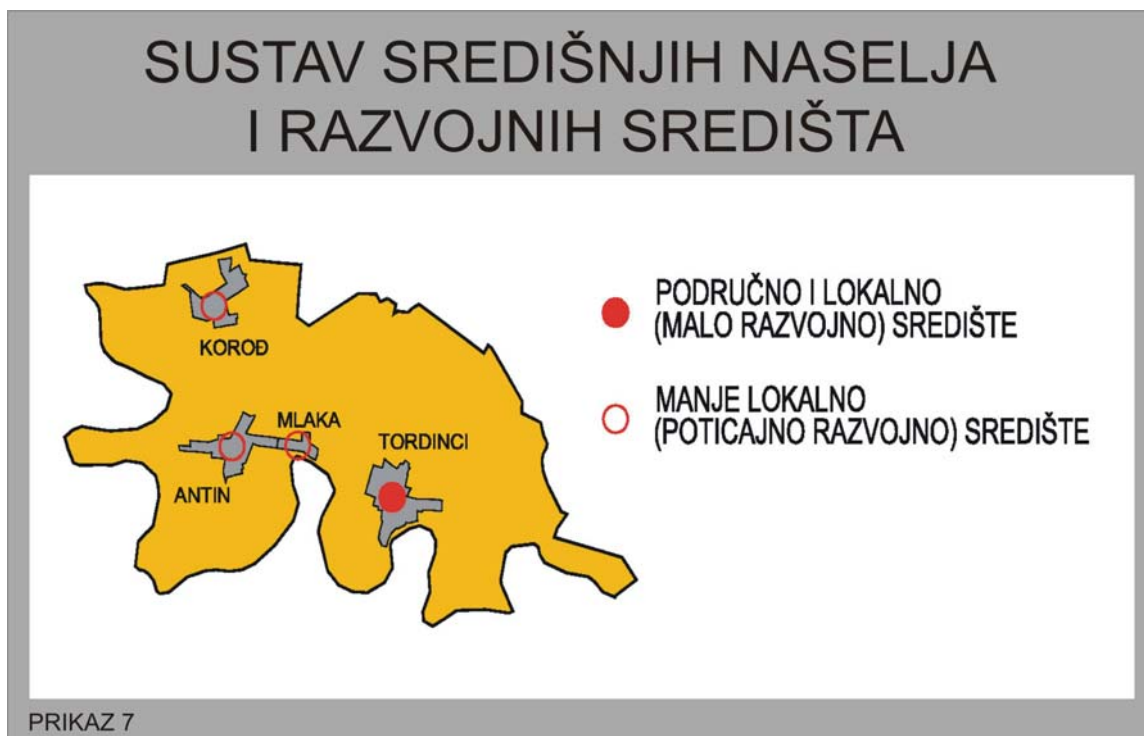 SUSTAV SREDIŠNJIH NASELJA
I RAZVOJNIH SREDIŠTA
KOROĐ
MLAKA
TORDINCI
ANTIN
PODRUČNO I LOKALNO
(MALO RAZVOJNO) SREDIŠTE
MANJE LOKALNO
(POTICAJNO RAZVOJNO) SREDIŠTE
PRIKAZ 7